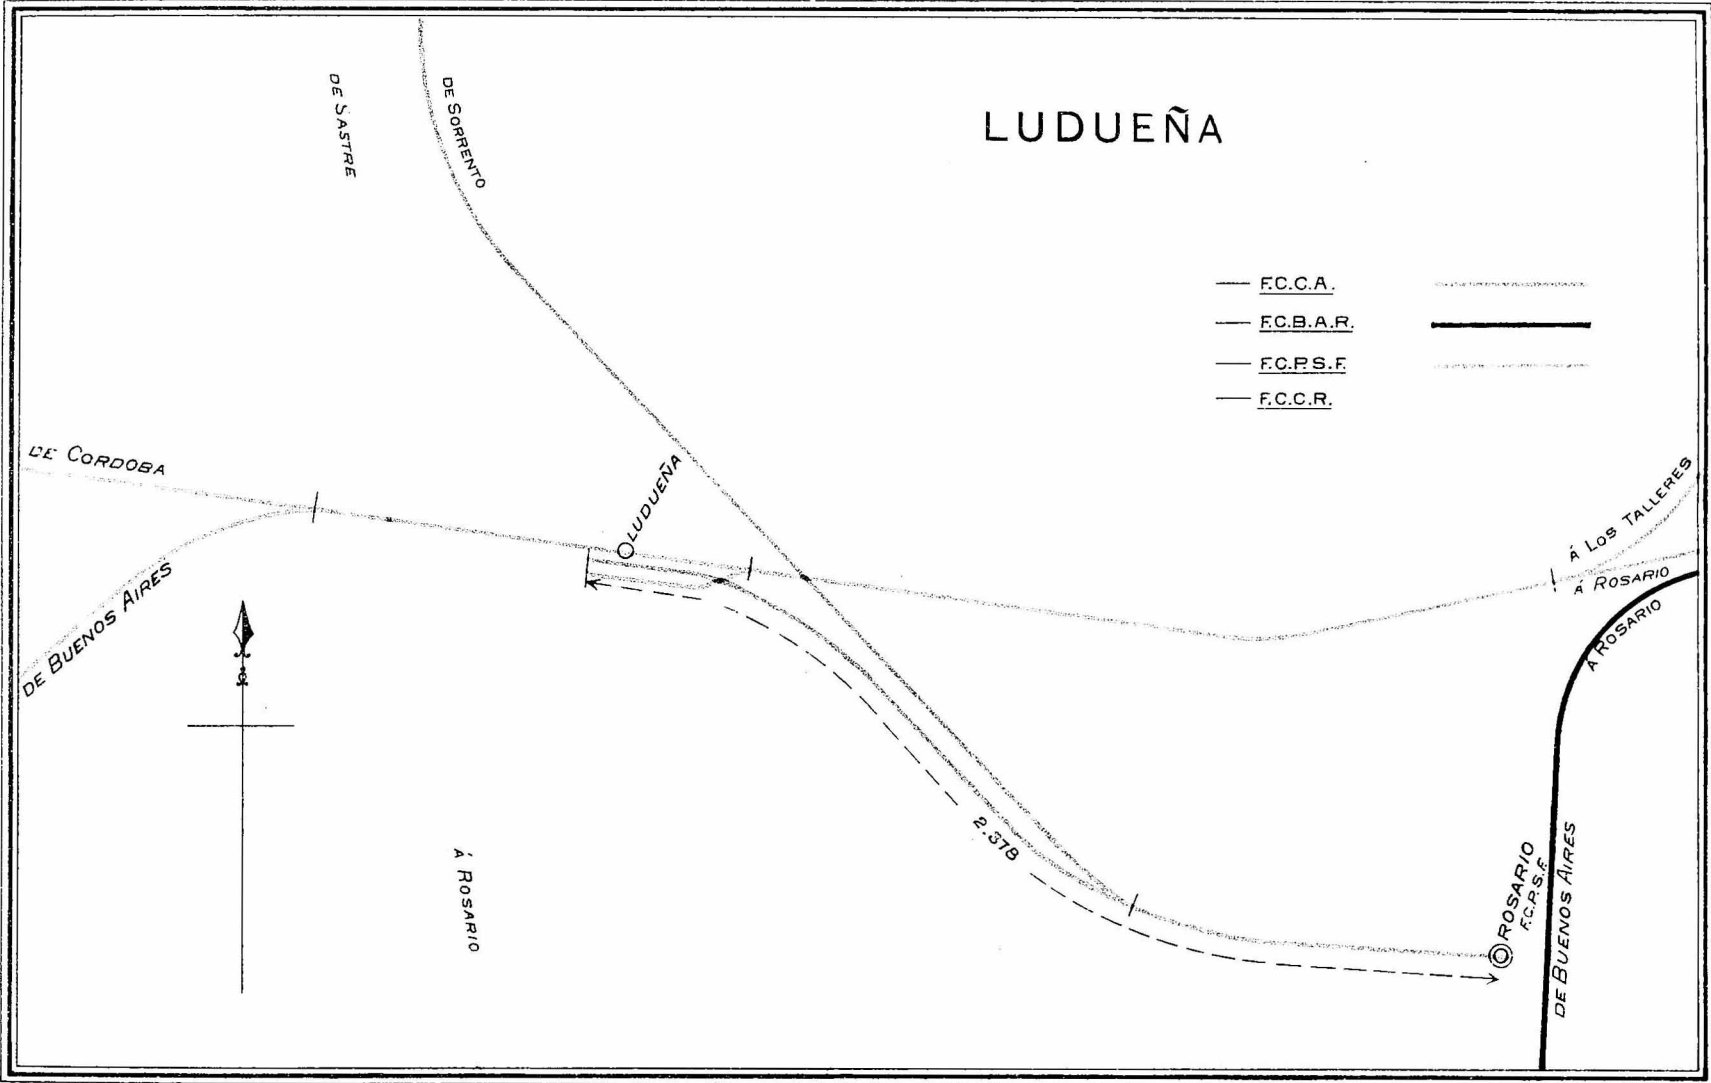 LUDUEÑA
DE SASTRE
DE SORRENTO
F.C.C.A.
F.C.B.A.R.
F.C.P.S.F.
F.C.C.R.
DE CORDOBA
LUDUEÑA
Á LOS TALLERES
Á ROSARIO
Á ROSARIO
DE BUENOS AIRES
2.378
Á ROSARIO
ROSARIO
F.C.P.S.F.
DE BUENOS AIRES